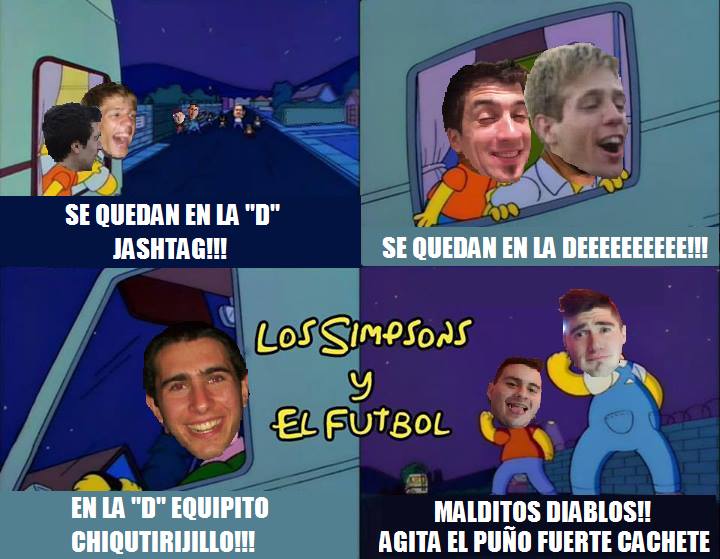 SE QUEDAN EN LA "D"
JASHTAG!!!
SE QUEDAN EN LA DEEEEEEEEEE!!!
LOS SIMPSONS
Y
EL FUTBOL
EN LA "D" EQUIPITO
CHIQUTIRIJILLO!!!
MALDITOS DIABLOS!!
AGITA EL PUÑO FUERTE CACHETE